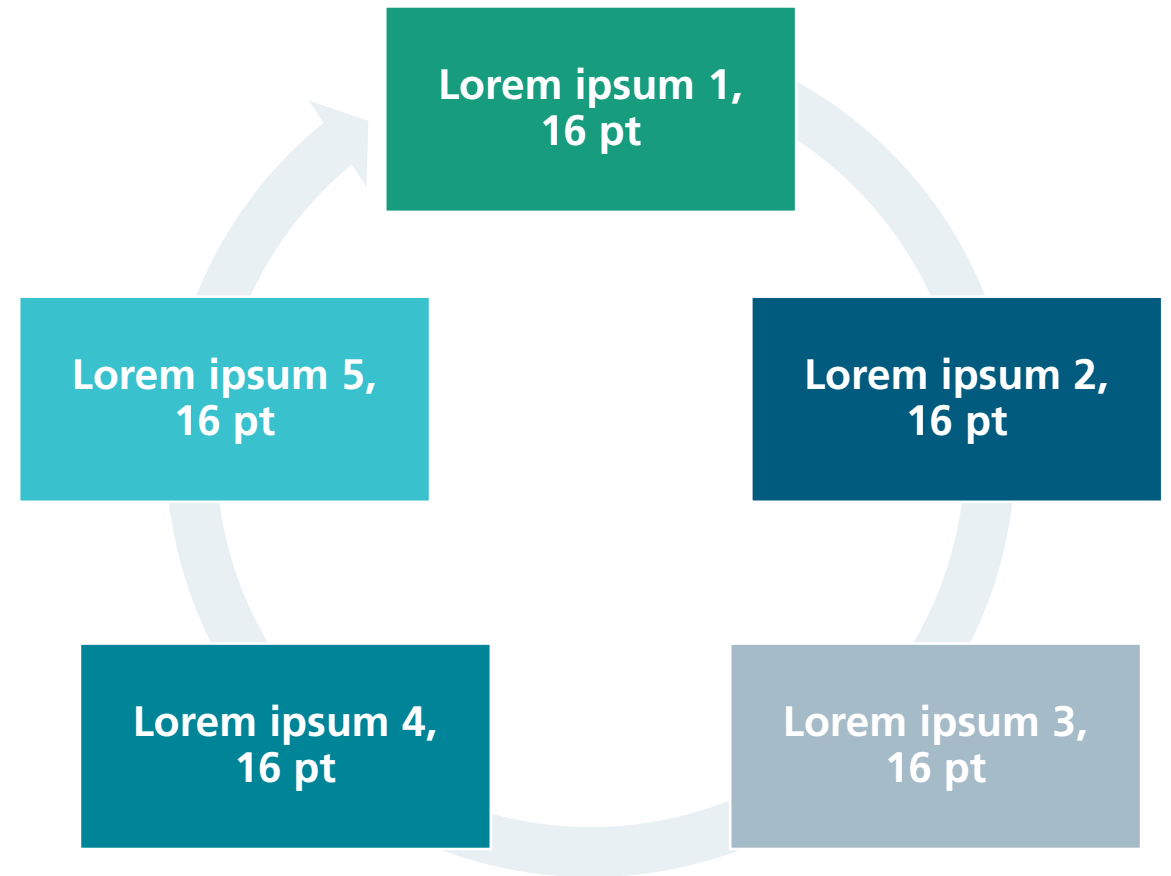 Lorem ipsum 1,
16 pt
Lorem ipsum 2,
16 pt
Lorem ipsum 3,
16 pt
Lorem ipsum 4,
16 pt
Lorem ipsum 5,
16 pt